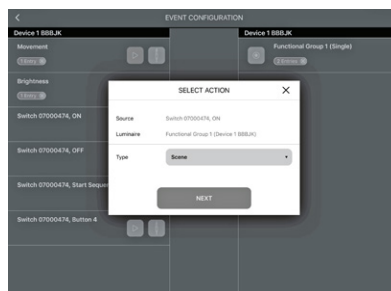 EVENT CONFIGURATION
Device 1 BBBJK
Movement
1 Entry
Brightness
1 Entry
Switch 07000474, ON
Switch 07000474, OFF
Switch 07000474, Start Seque
Switch 07000474, Button 4
Device 1 BBBJK
Functional Group 1 (Single)
2 Entries
SELECT ACTION
Source
Switch 07000474, ON
Luminaire
Functional Group 1 (Device 1 BBBJK)
Type
Scene
NEXT